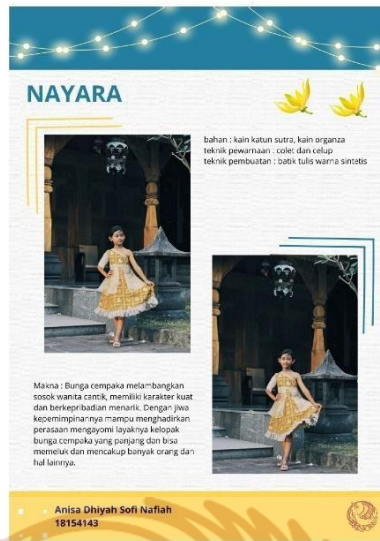 NAYARA
bahan : kain katun sutra, kain organza
teknik pewarnaan : colet dan celup
teknik pembuatan : batik tulis warna sintetis
Makna : Bunga cempaka melambangkan
sosok wanita cantik, memiliki karakter kuat
dan berkepribadian menarik. Dengan jiwa
kepemimpinannya mampu menghadirkan
perasaan mengayomi layaknya kelopak
bunga cempaka yang panjang dan bisa
memeluk dan mencakup banyak orang dan
hal lainnya.
Anisa Dhiyah Sofi Nafiah
18154143